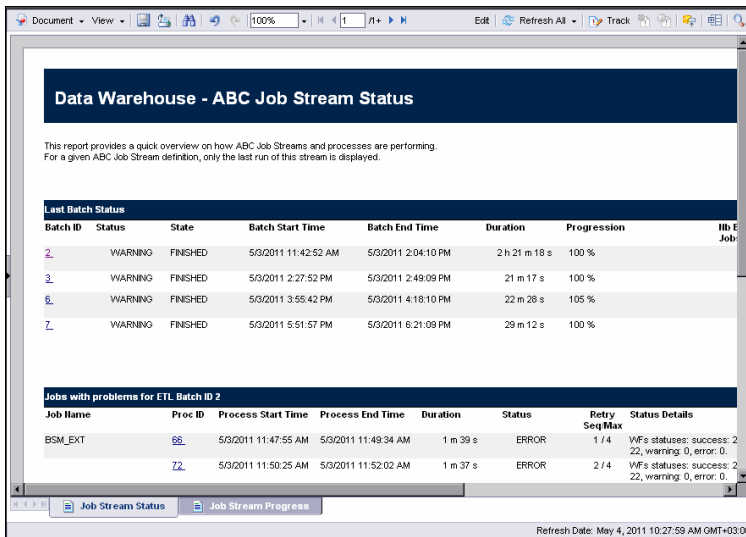 Document View 100% 1 /1+ Edit Refresh All Track
Data Warehouse - ABC Job Stream Status
This report provides a quick overview on how ABC Job Streams and processes are performing.
For a given ABC Job Stream definition, only the last run of this stream is displayed.
Last Batch Status
Batch ID Status State Batch Start Time Batch End Time Duration Progression Nb
Job
2 WARNING FINISHED 5/3/2011 11:42:52 AM 5/3/2011 2:04:10 PM 2 h 21 m 18 s 100 %
3 WARNING FINISHED 5/3/2011 2:27:52 PM 5/3/2011 2:49:09 PM 21 m 17 s 100 %
6 WARNING FINISHED 5/3/2011 3:55:42 PM 5/3/2011 4:18:10 PM 22 m 28 s 105 %
7 WARNING FINISHED 5/3/2011 5:51:57 PM 5/3/2011 6:21:09 PM 29 m 12 s 100 %
Jobs with problems for ETL Batch ID 2
Job Name Proc ID Process Start Time Process End Time Duration Status Retry Status Details
Seq/Max
BSM_EXT 66 5/3/2011 11:47:55 AM 5/3/2011 11:49:34 AM 1 m 39 s ERROR 1 / 4 WFs statuses: success: 2
22, warning: 0, error: 0.
72 5/3/2011 11:50:25 AM 5/3/2011 11:52:02 AM 1 m 37 s ERROR 2 / 4 WFs statuses: success: 2
22, warning: 0, error: 0.
Job Stream Status Job Stream Progress
Refresh Date: May 4, 2011 10:27:59 AM GMT+03:0